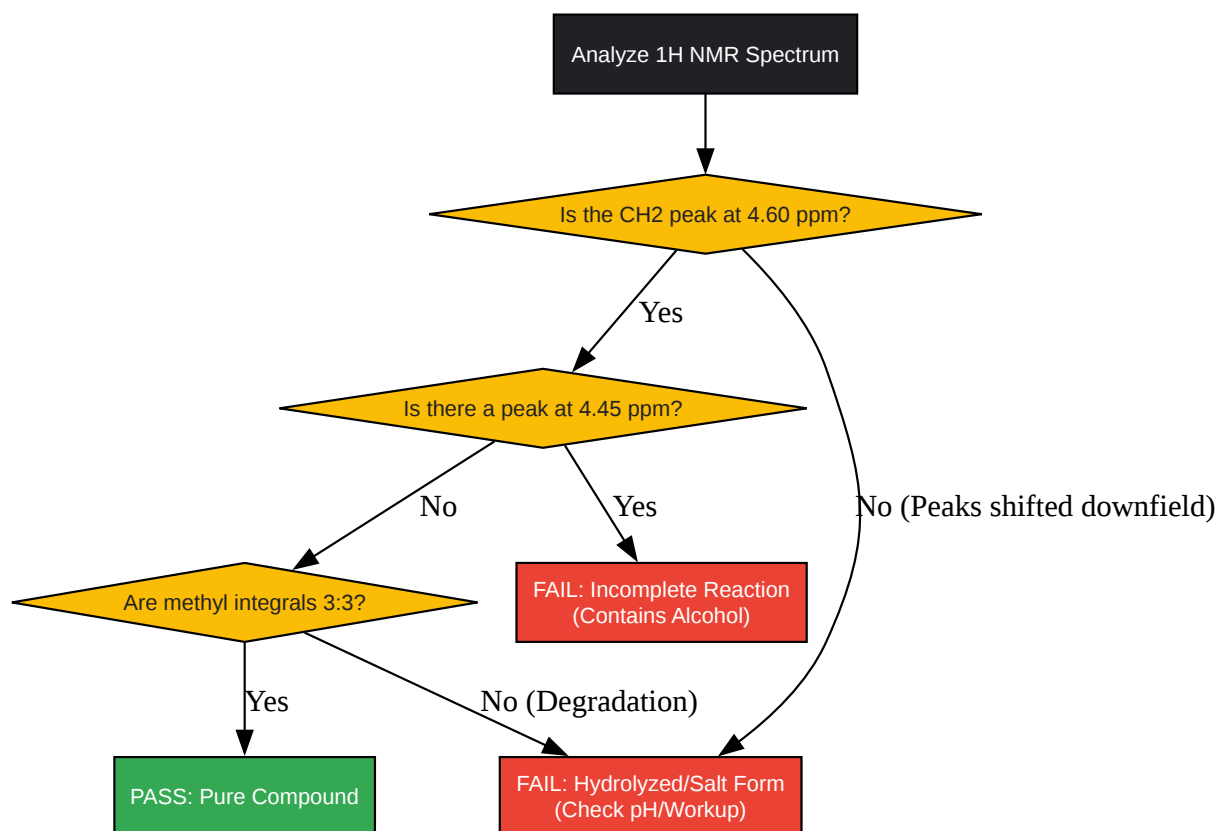 Analyze 1H NMR Spectrum
Is the CH2 peak at 4.60 ppm?
Yes
Is there a peak at 4.45 ppm?
No
Yes
No (Peaks shifted downfield)
Are methyl integrals 3:3?
FAIL: Incomplete Reaction
(Contains Alcohol)
Yes
No (Degradation)
PASS: Pure Compound
FAIL: Hydrolyzed/Salt Form
(Check pH/Workup)